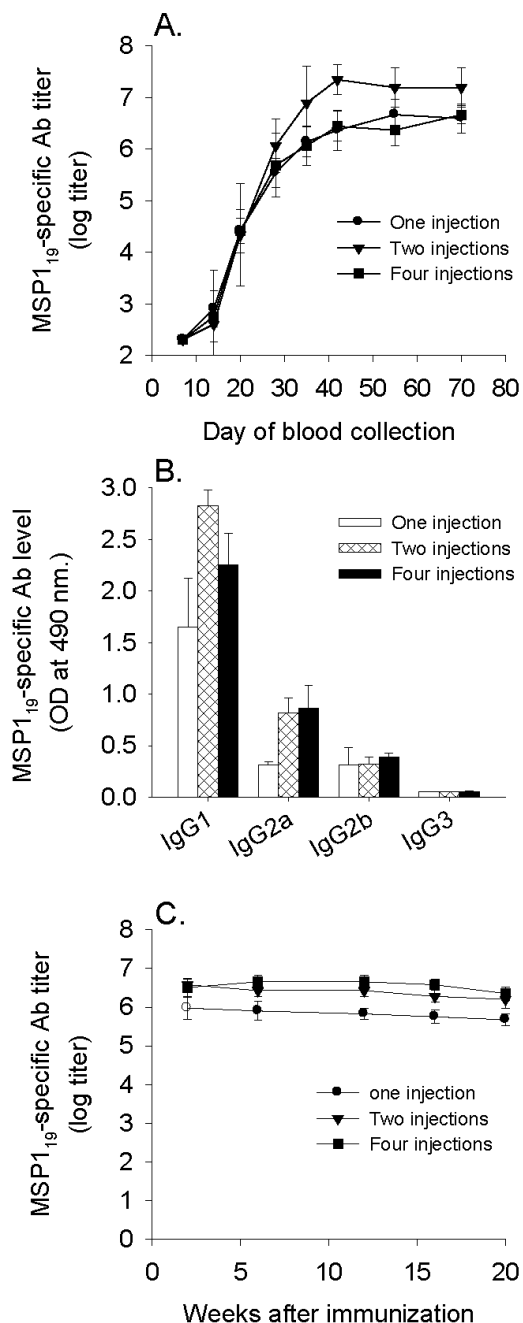 A.
MSP1₁₉-specific Ab titer
(log titer)
8
7
6
5
4
3
2
One injection
Two injections
Four injections
0 10 20 30 40 50 60 70 80
Day of blood collection
B.
MSP1₁₉-specific Ab level
(OD at 490 nm.)
3.0
2.5
2.0
1.5
1.0
0.5
0.0
One injection
Two injections
Four injections
IgG1 IgG2a IgG2b IgG3
C.
MSP1₁₉-specific Ab titer
(log titer)
8
7
6
5
4
3
2
1
0
one injection
Two injections
Four injections
0 5 10 15 20
Weeks after immunization